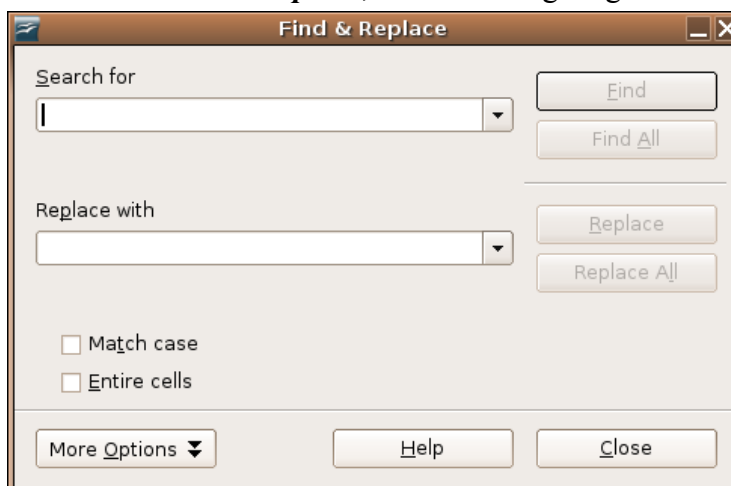 Find & Replace
Search for
Find
Find All
Replace with
Replace
Replace All
Match case
Entire cells
More Options
Help
Close